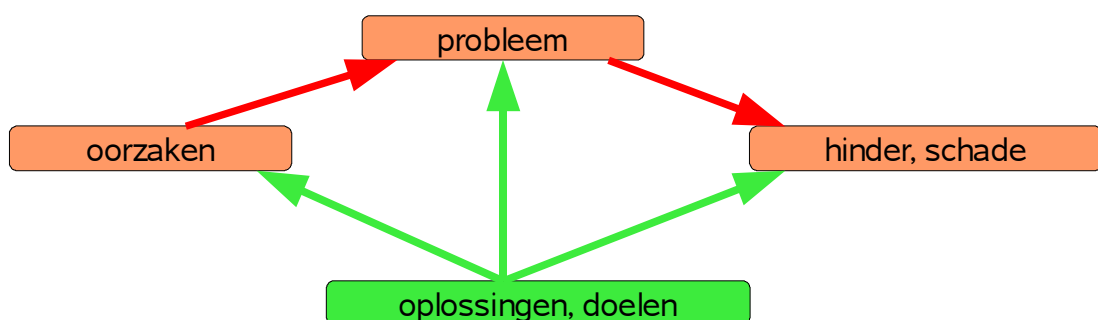 probleem
oorzaken
hinder, schade
oplossingen, doelen